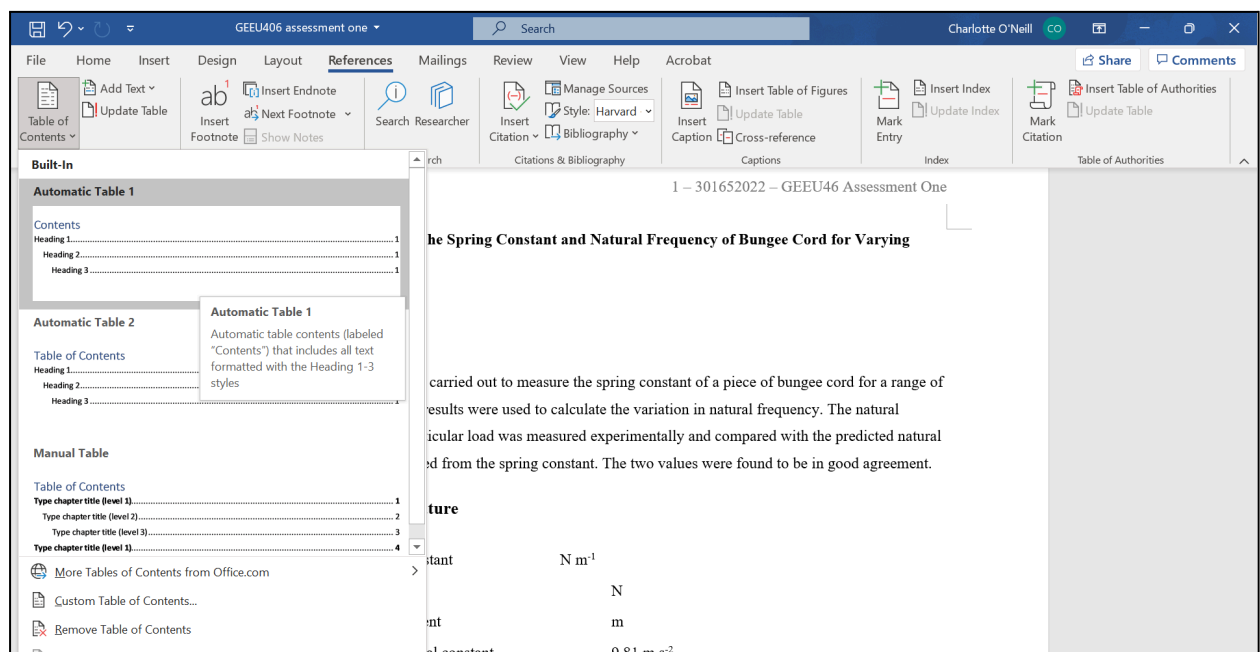 GEEU406 assessment one
Search
Charlotte O'Neill CO
File Home Insert Design Layout References Mailings Review View Help Acrobat
Share Comments
Table of Contents
Add Text
Update Table
ab1
Insert Footnote
Insert Endnote
Next Footnote
Show Notes
Search Researcher
Insert Citation
Manage Sources
Style: Harvard
Bibliography
Insert Caption
Insert Table of Figures
Update Table
Cross-reference
Mark Entry
Insert Index
Update Index
Mark Citation
Insert Table of Authorities
Update Table
rch Citations & Bibliography Captions Index Table of Authorities
Built-In
Automatic Table 1
Contents
Heading 1 1
Heading 2 1
Heading 3 1
Automatic Table 1
Automatic table contents (labeled
"Contents") that includes all text
formatted with the Heading 1-3
styles
Automatic Table 2
Table of Contents
Heading 1
Heading 2
Heading 3
Manual Table
Table of Contents
Type chapter title (level 1) 1
Type chapter title (level 2) 2
Type chapter title (level 3) 3
Type chapter title (level 1) 4
More Tables of Contents from Office.com
Custom Table of Contents...
Remove Table of Contents
1 – 301652022 – GEEU46 Assessment One
he Spring Constant and Natural Frequency of Bungee Cord for Varying
carried out to measure the spring constant of a piece of bungee cord for a range of
results were used to calculate the variation in natural frequency. The natural
icular load was measured experimentally and compared with the predicted natural
ed from the spring constant. The two values were found to be in good agreement.
ture
stant N m-1
N
ent m
al constant 9.81 m s-2